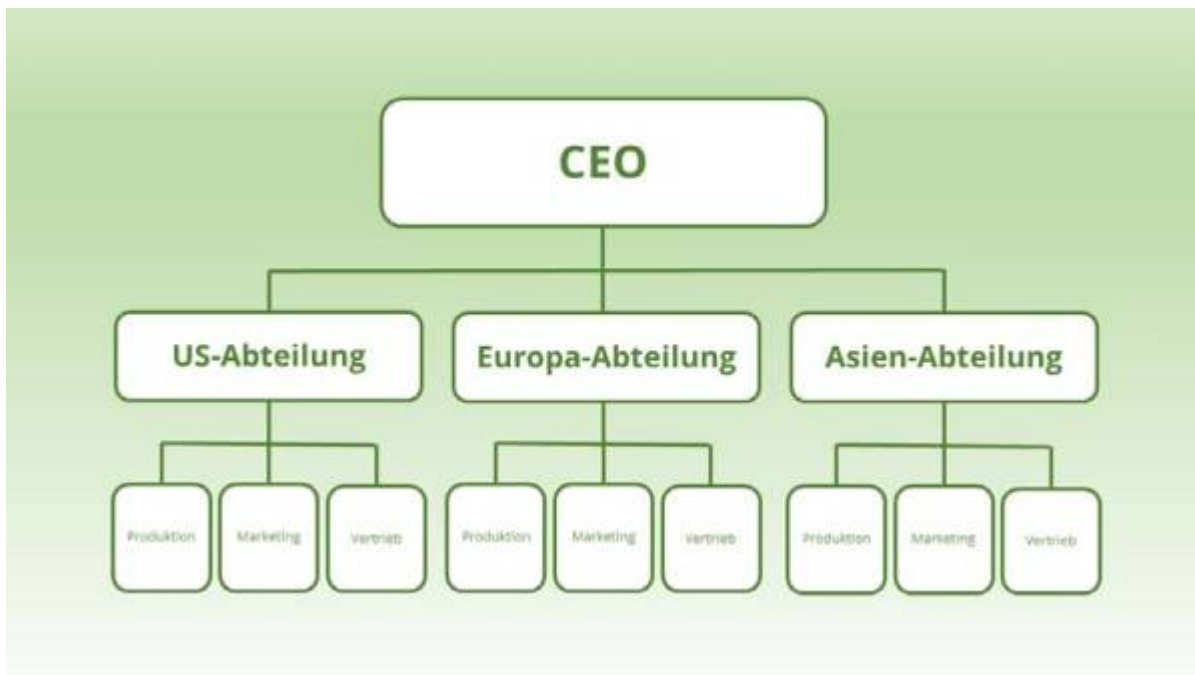 CEO
US-Abteilung
Europa-Abteilung
Asien-Abteilung
Produktion
Marketing
Vertrieb
Produktion
Marketing
Vertrieb
Produktion
Marketing
Vertrieb